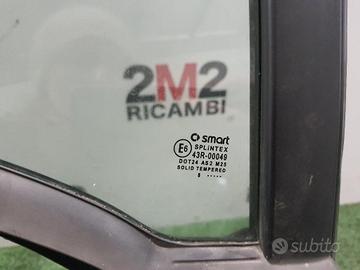 2M2
RICAMBI
smart
SPLINTEX
E6 43R-00049
DOT24 AS2 M25
SOLID TEMPERED
subito